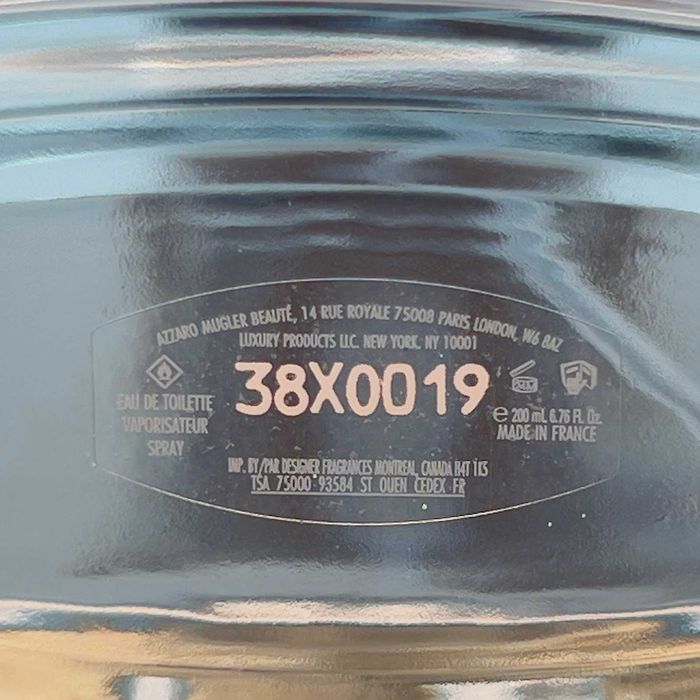 AZZARO MUGLER BEAUTÉ, 14 RUE ROYALE 75008 PARIS LONDON, W6 8AZ
LUXURY PRODUCTS LLC. NEW YORK, NY 10001
38X0019
EAU DE TOILETTE
VAPORISATEUR
SPRAY
e 200 mL 6.76 FL. Oz.
MADE IN FRANCE
IMP. BY/PAR DESIGNER FRAGRANCES MONTREAL, CANADA H4T 1K5
TSA 75000 93584 ST OUEN CEDEX FR